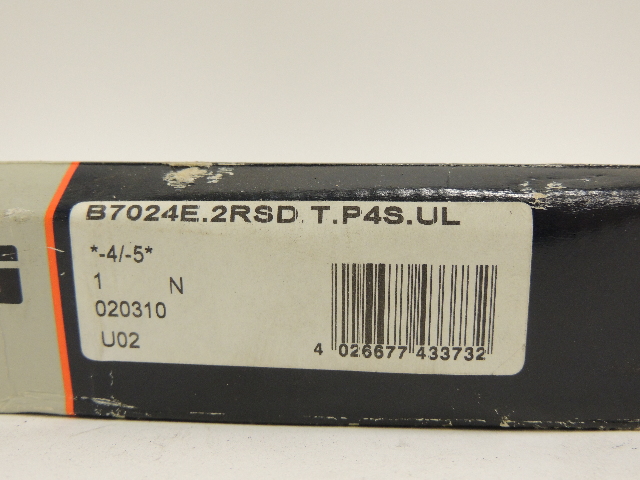 B7024E.2RSD.T.P4S.UL
*-4/-5*
1 N
020310
U02
4 026677 433732